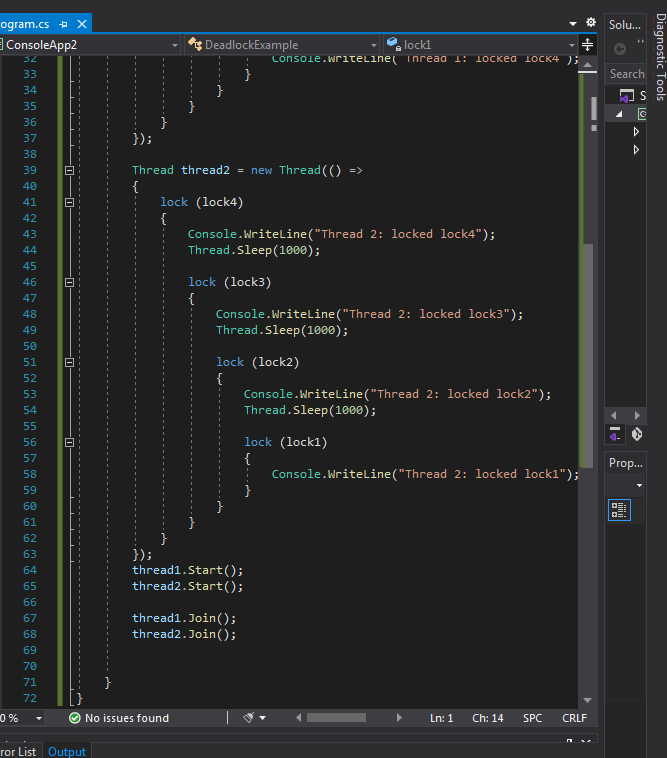 rogram.cs
Solu...
Diagnostic Tools
ConsoleApp2
DeadlockExample
lock1
Search
32 Console.WriteLine("Thread 1: locked lock4");
33 }
34 }
35 }
36 }
37 });
38
39 Thread thread2 = new Thread(() =>
40 {
41 lock (lock4)
42 {
43 Console.WriteLine("Thread 2: locked lock4");
44 Thread.Sleep(1000);
45
46 lock (lock3)
47 {
48 Console.WriteLine("Thread 2: locked lock3");
49 Thread.Sleep(1000);
50
51 lock (lock2)
52 {
53 Console.WriteLine("Thread 2: locked lock2");
54 Thread.Sleep(1000);
55
56 lock (lock1)
57 {
58 Console.WriteLine("Thread 2: locked lock1");
59 }
60 }
61 }
62 }
63 });
64 thread1.Start();
65 thread2.Start();
66
67 thread1.Join();
68 thread2.Join();
69
70
71 }
72 }
Prop...
0 %
No issues found
Ln: 1
Ch: 14
SPC
CRLF
ror List
Output